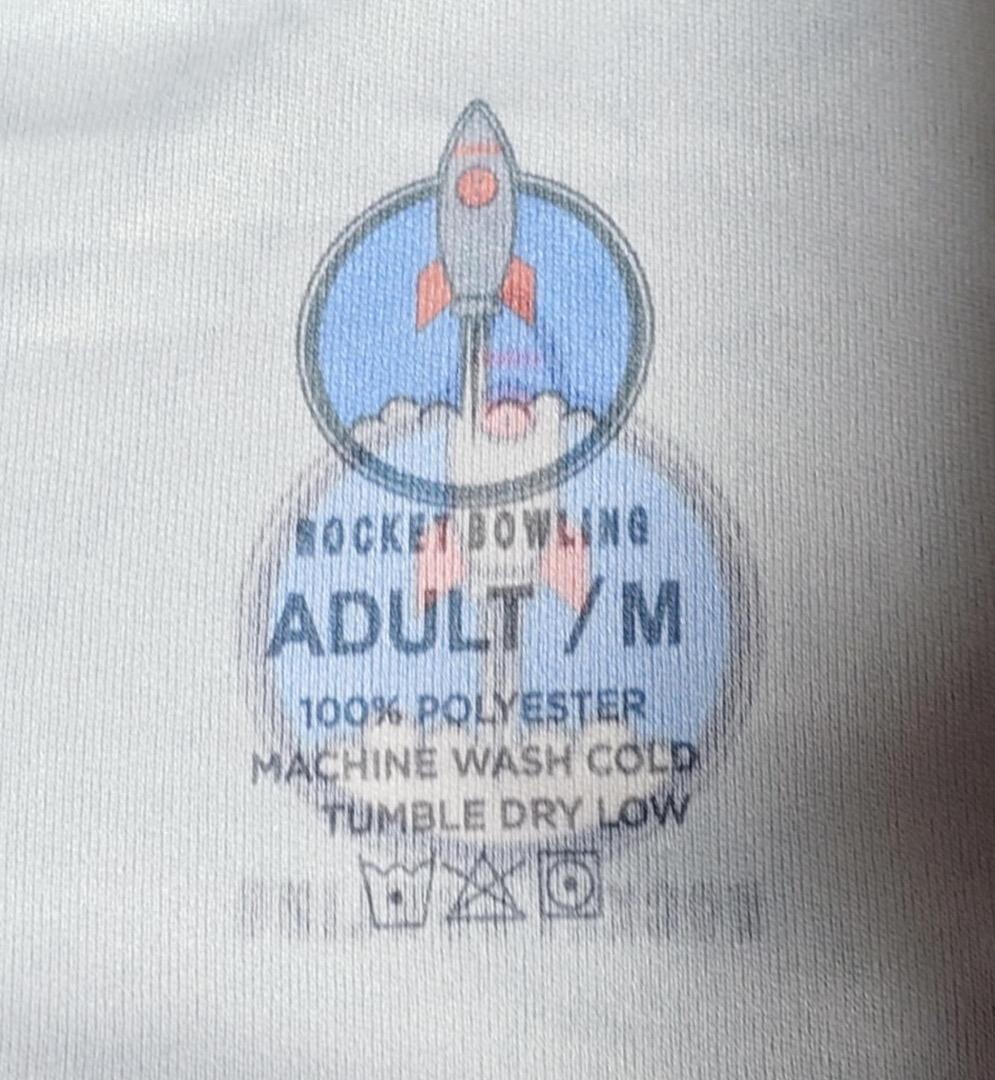 ROCKET BOWLING
ADULT / M
100% POLYESTER
MACHINE WASH COLD
TUMBLE DRY LOW